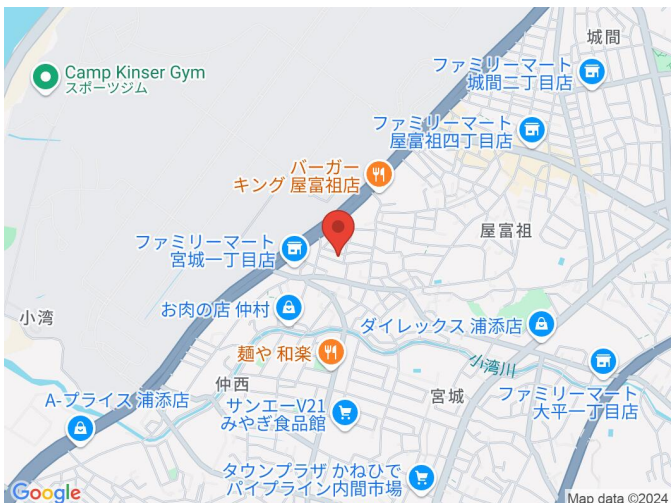 城間
Camp Kinser Gym
スポーツジム
ファミリーマート
城間二丁目店
ファミリーマート
屋富祖四丁目店
バーガー
キング 屋富祖店
屋富祖
ファミリーマート
宮城一丁目店
お肉の店 仲村
小湾
ダイレックス 浦添店
麺や 和楽
小湾川
仲西
宮城
ファミリーマート
大平一丁目店
A-プライス 浦添店
サンエーV21
みやぎ食品館
タウンプラザ かねひで
パイプライン内間市場
Google
Map data ©2024